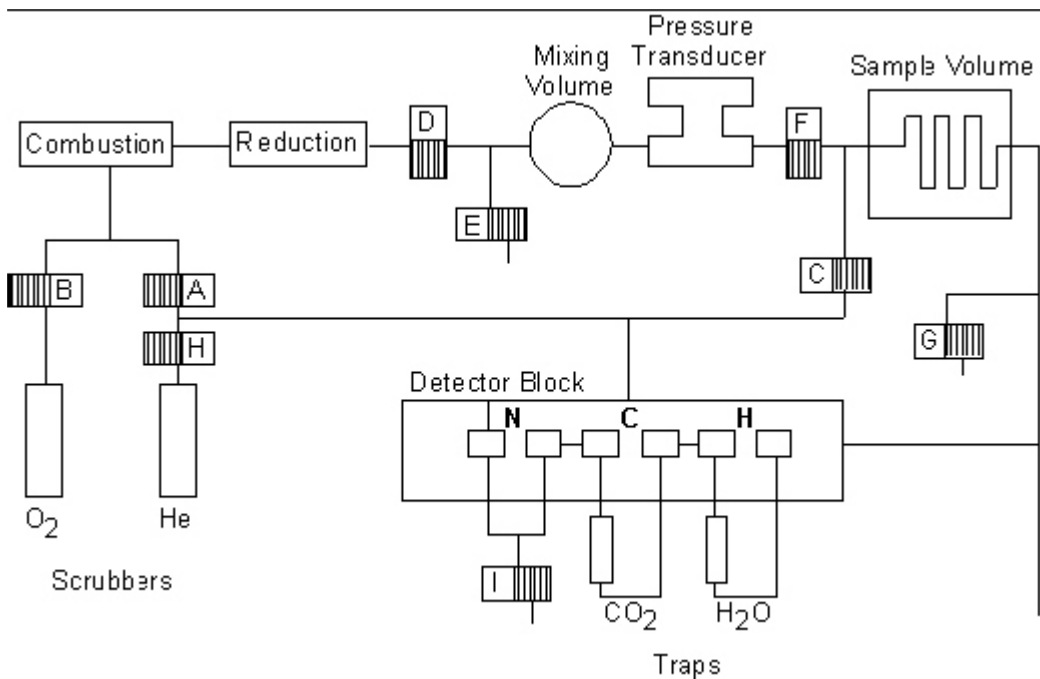 Pressure
Transducer
Mixing
Volume
Sample Volume
D
F
Combustion
Reduction
E
C
B
A
H
G
Detector Block
N
C
H
O2
He
Scrubbers
I
CO2
H2O
Traps